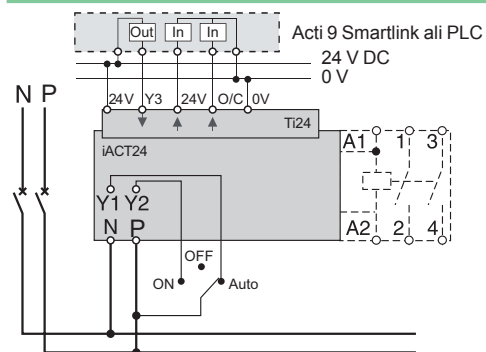 Out In In Acti 9 Smartlink ali PLC
24 V DC
0 V
N P
24V Y3 24V O/C 0V
Ti24
iACT24
A1 1 3
Y1 Y2
N P
A2 2 4
OFF
ON Auto